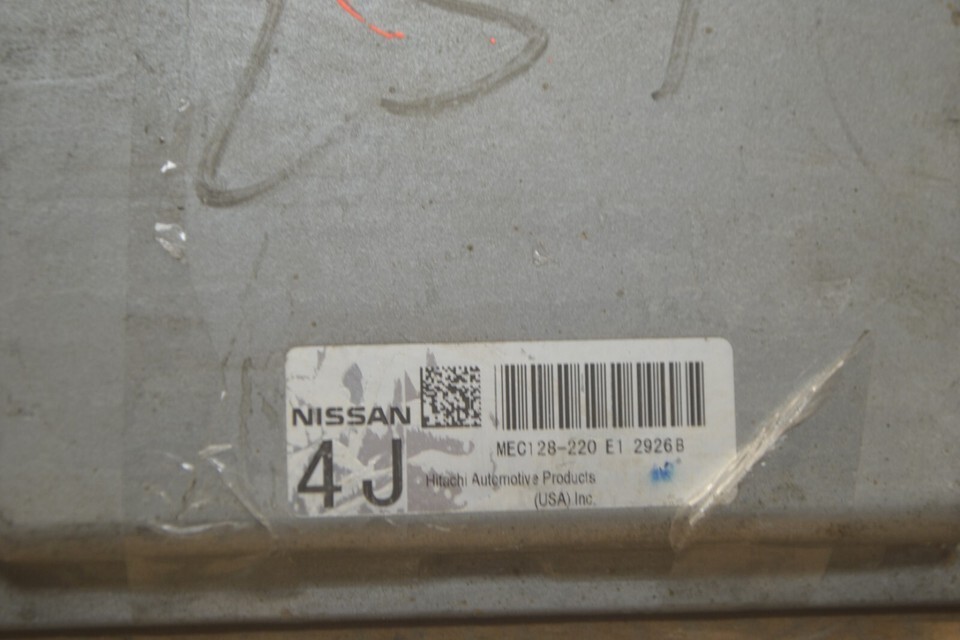 NISSAN
4J
MEC128-220 E1 2926B
Hitachi Automotive Products
(USA) Inc.